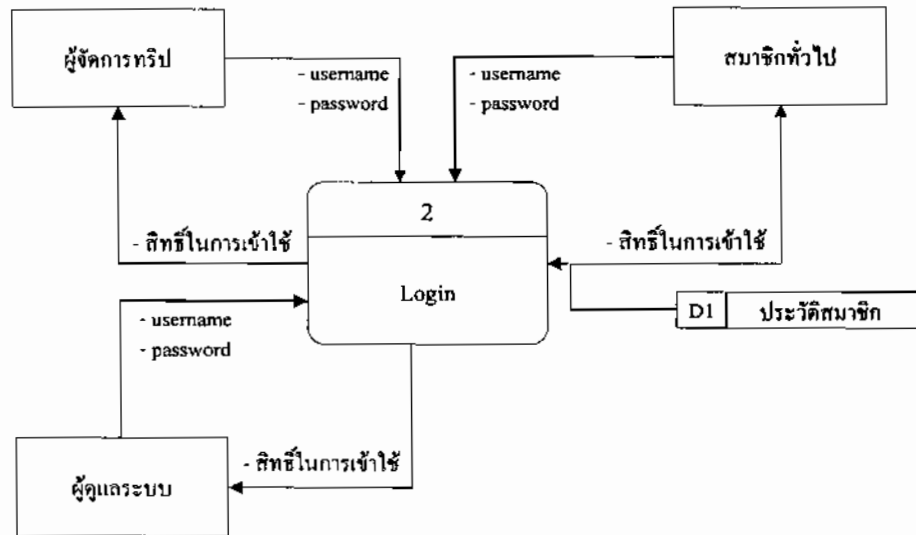 ผู้จัดการทริป
สมาชิกทั่วไป
- username
- password
- username
- password
2
- สิทธิ์ในการเข้าใช้
- สิทธิ์ในการเข้าใช้
Login
D1
ประวัติสมาชิก
- username
- password
- สิทธิ์ในการเข้าใช้
ผู้ดูแลระบบ